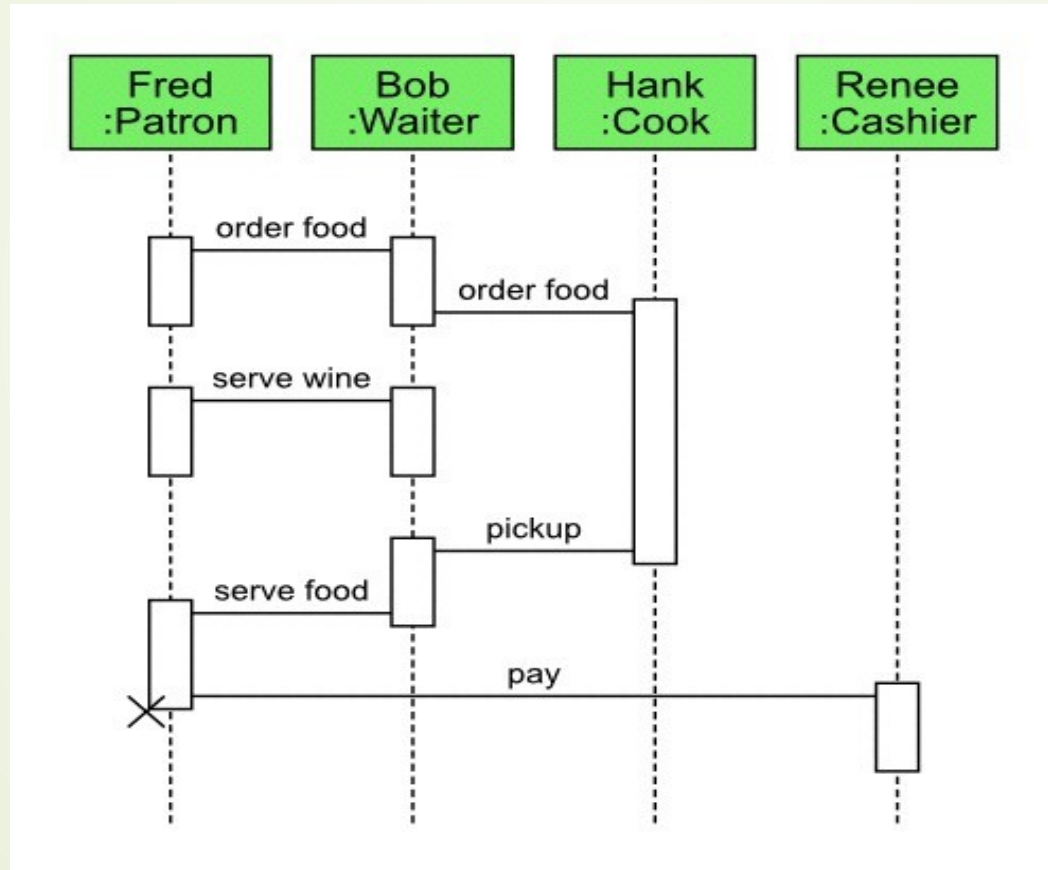 Fred
:Patron
Bob
:Waiter
Hank
:Cook
Renee
:Cashier
order food
order food
serve wine
pickup
serve food
pay